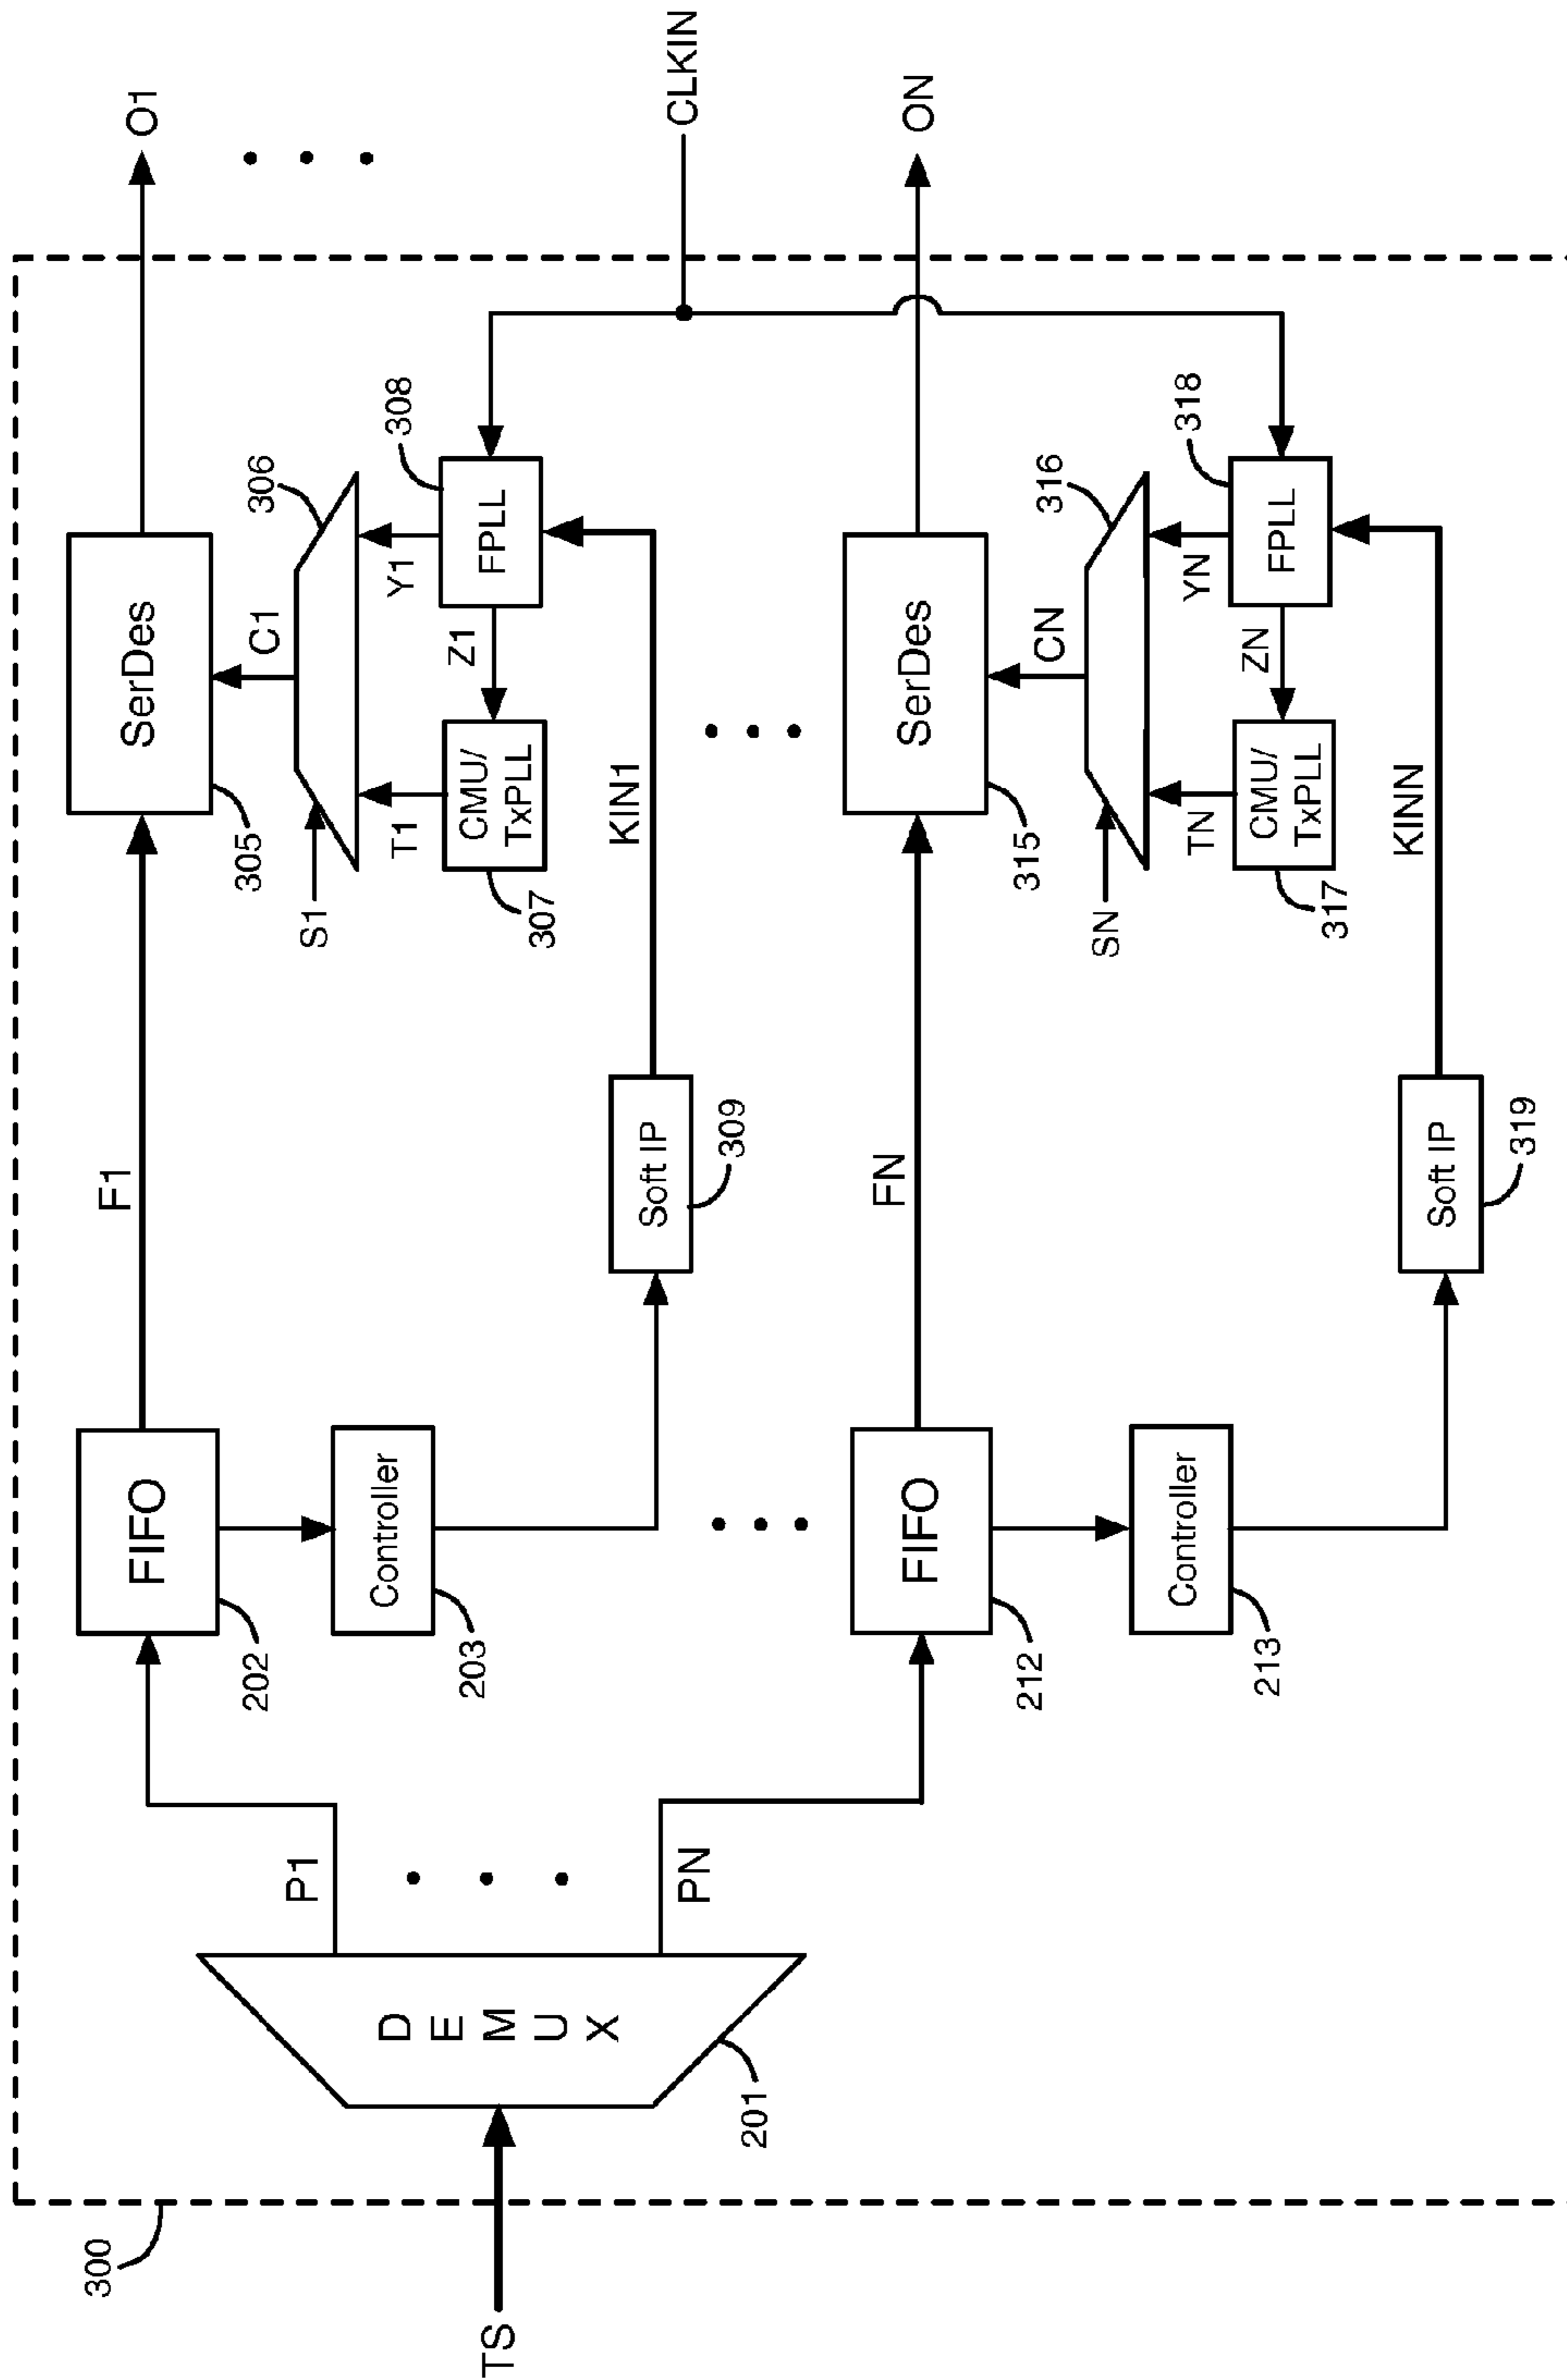 300
TS
DEMUX
201
P1
PN
FIFO
202
Controller
203
F1
Soft IP
309
KIN1
SerDes
305
C1
306
S1
T1
Y1
CMU/
TxPLL
307
Z1
FPLL
308
O1
CLKIN
FIFO
212
Controller
213
FN
Soft IP
319
KINN
SerDes
315
CN
316
SN
TN
YN
CMU/
TxPLL
317
ZN
FPLL
318
ON